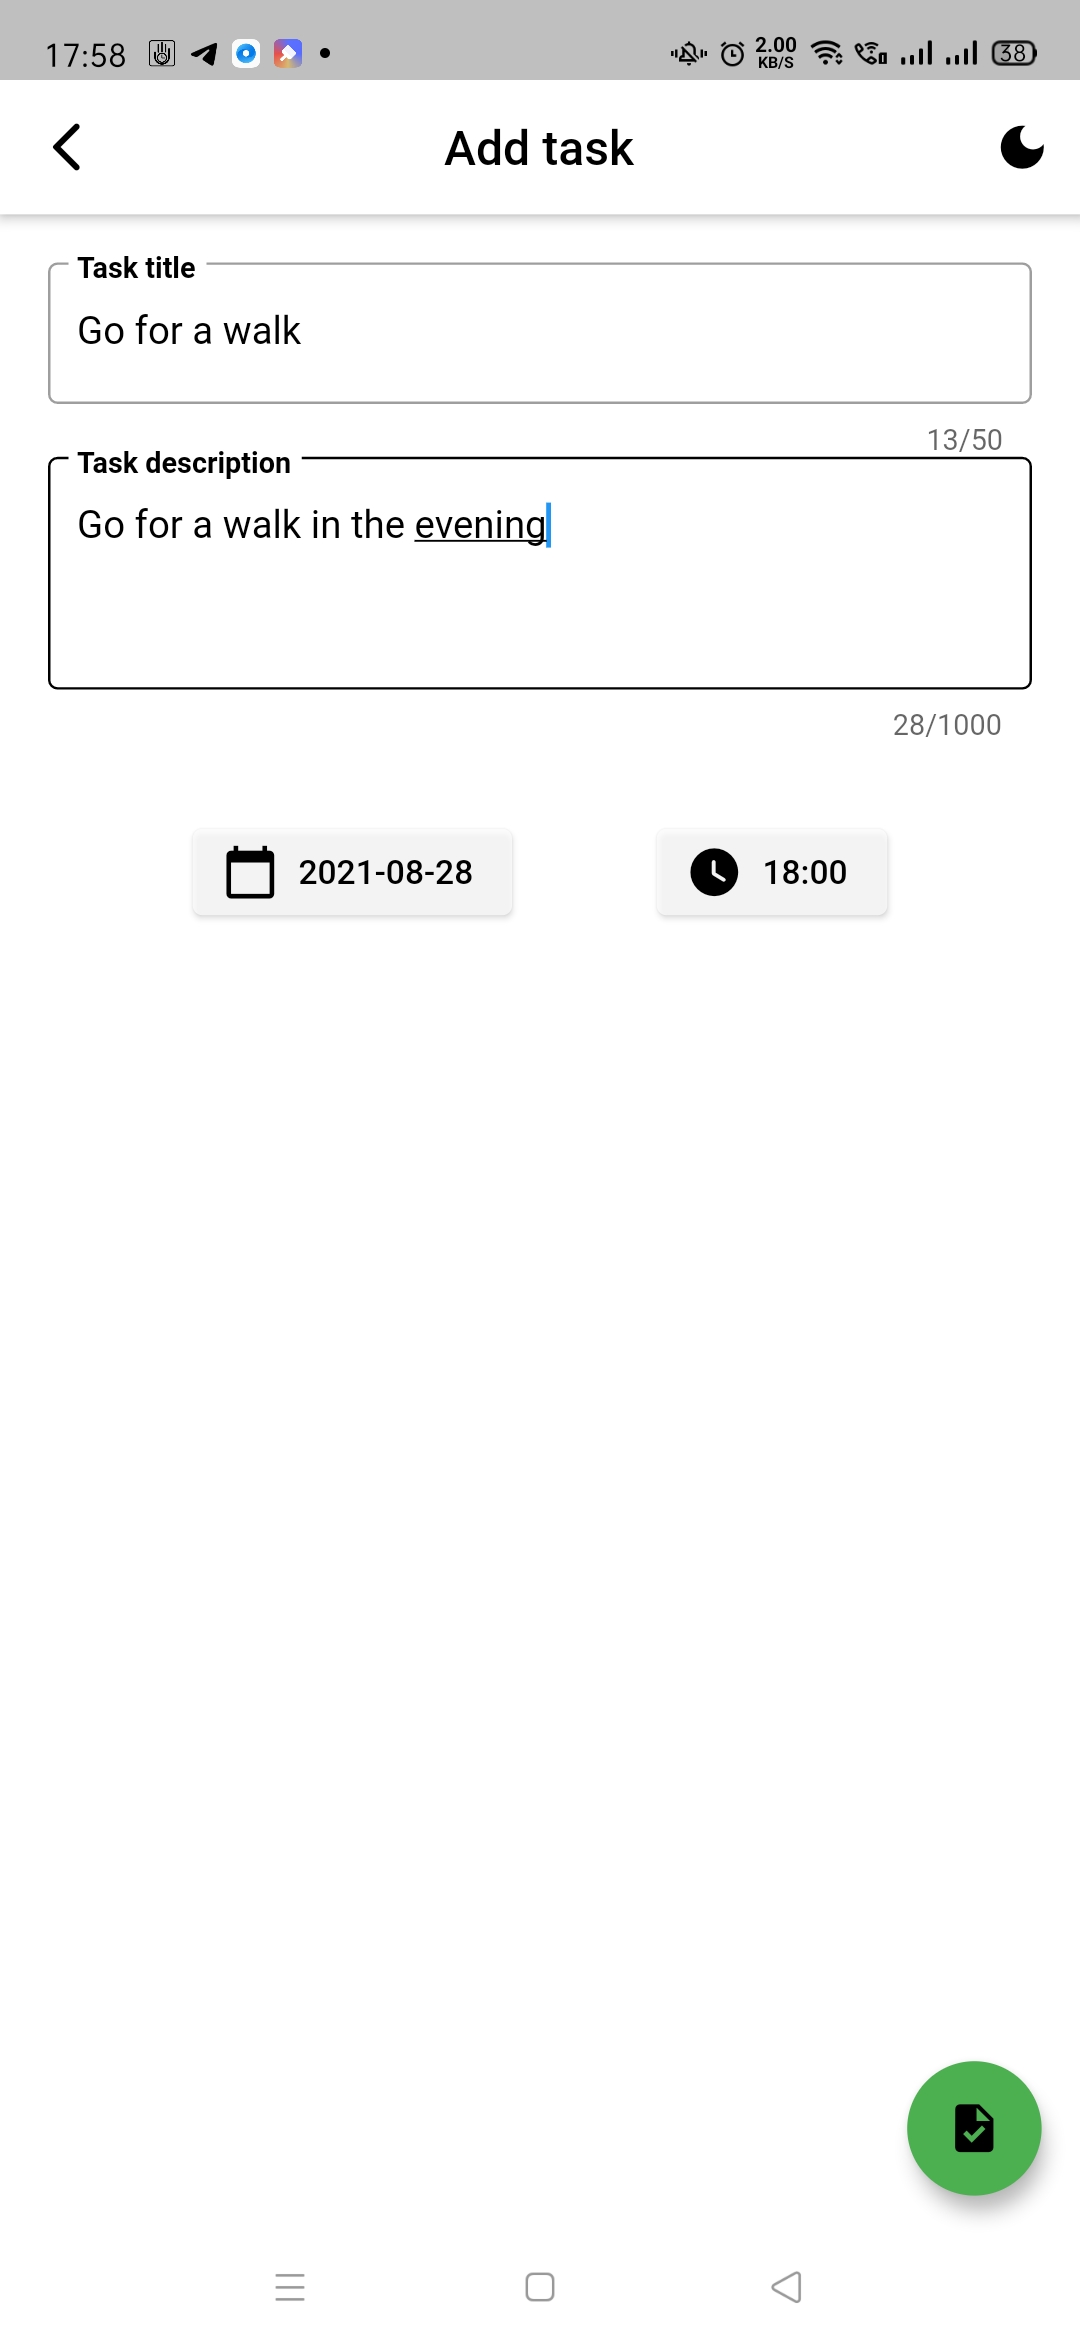 17:58 2.00 KB/S 38
Add task
Task title
Go for a walk
13/50
Task description
Go for a walk in the evening
28/1000
2021-08-28 18:00